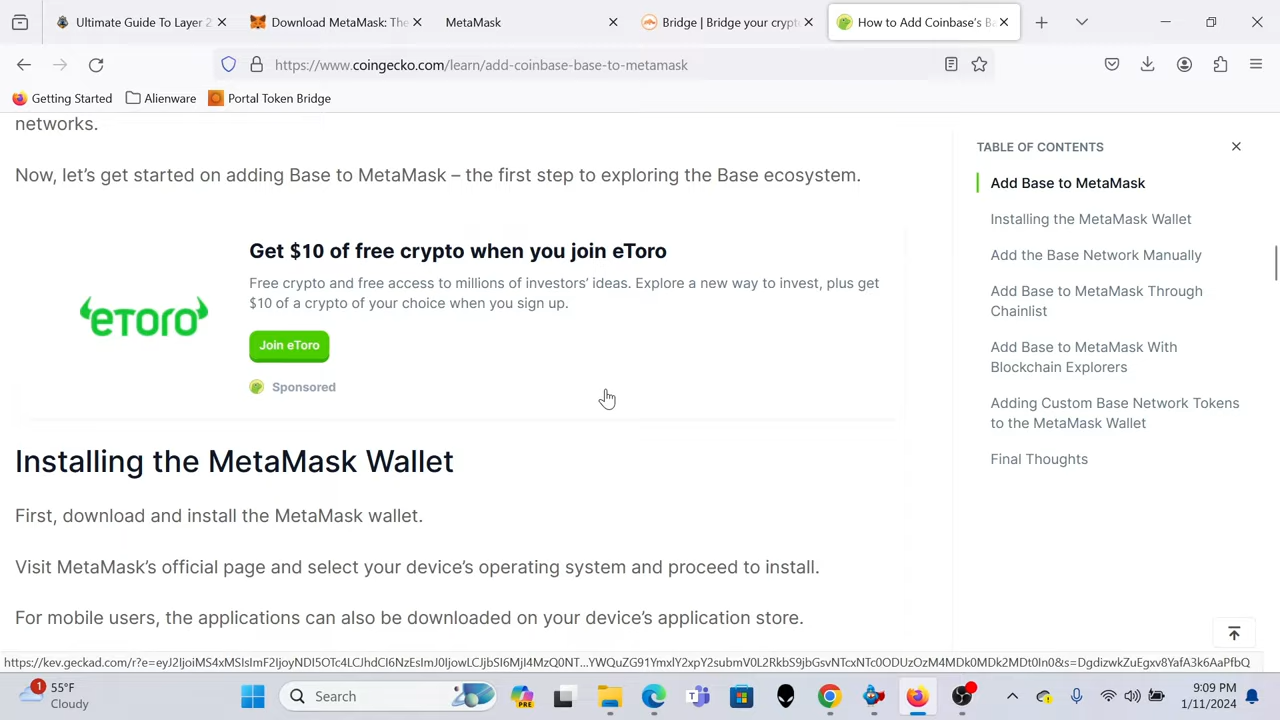 Ultimate Guide To Layer 2
Download MetaMask: The
MetaMask
Bridge | Bridge your crypt
How to Add Coinbase's Ba
https://www.coingecko.com/learn/add-coinbase-base-to-metamask
Getting Started
Alienware
Portal Token Bridge
networks.
Now, let's get started on adding Base to MetaMask – the first step to exploring the Base ecosystem.
Get $10 of free crypto when you join eToro
Free crypto and free access to millions of investors' ideas. Explore a new way to invest, plus get
$10 of a crypto of your choice when you sign up.
eTORO
Join eToro
Sponsored
Installing the MetaMask Wallet
First, download and install the MetaMask wallet.
Visit MetaMask's official page and select your device's operating system and proceed to install.
For mobile users, the applications can also be downloaded on your device's application store.
TABLE OF CONTENTS
Add Base to MetaMask
Installing the MetaMask Wallet
Add the Base Network Manually
Add Base to MetaMask Through
Chainlist
Add Base to MetaMask With
Blockchain Explorers
Adding Custom Base Network Tokens
to the MetaMask Wallet
Final Thoughts
1
55°F
Cloudy
Search
PRE
9:09 PM
1/11/2024